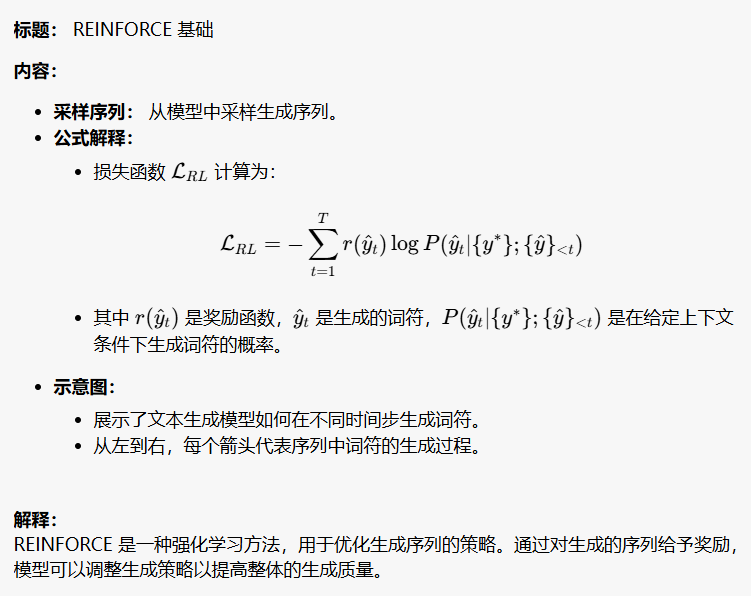 标题： REINFORCE 基础
内容：
• 采样序列： 从模型中采样生成序列。
• 公式解释：
• 损失函数 $\mathcal{L}_{RL}$ 计算为：
$\mathcal{L}_{RL} = -\sum_{t=1}^{T} r(\hat{y}_t) \log P(\hat{y}_t|\{y^*\};\{\hat{y}\}_{<t})$
• 其中 $r(\hat{y}_t)$ 是奖励函数，$\hat{y}_t$ 是生成的词符，$P(\hat{y}_t|\{y^*\};\{\hat{y}\}_{<t})$ 是在给定上下文
条件下生成词符的概率。
• 示意图：
• 展示了文本生成模型如何在不同时间步生成词符。
• 从左到右，每个箭头代表序列中词符的生成过程。
解释：
REINFORCE 是一种强化学习方法，用于优化生成序列的策略。通过对生成的序列给予奖励，
模型可以调整生成策略以提高整体的生成质量。